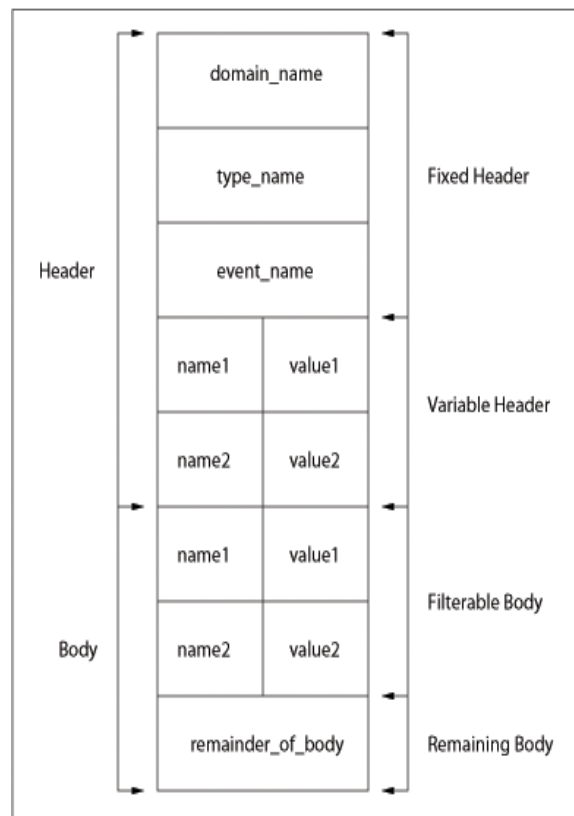 domain_name
type_name
Fixed Header
event_name
Header
name1 value1
Variable Header
name2 value2
name1 value1
Filterable Body
name2 value2
Body
remainder_of_body
Remaining Body